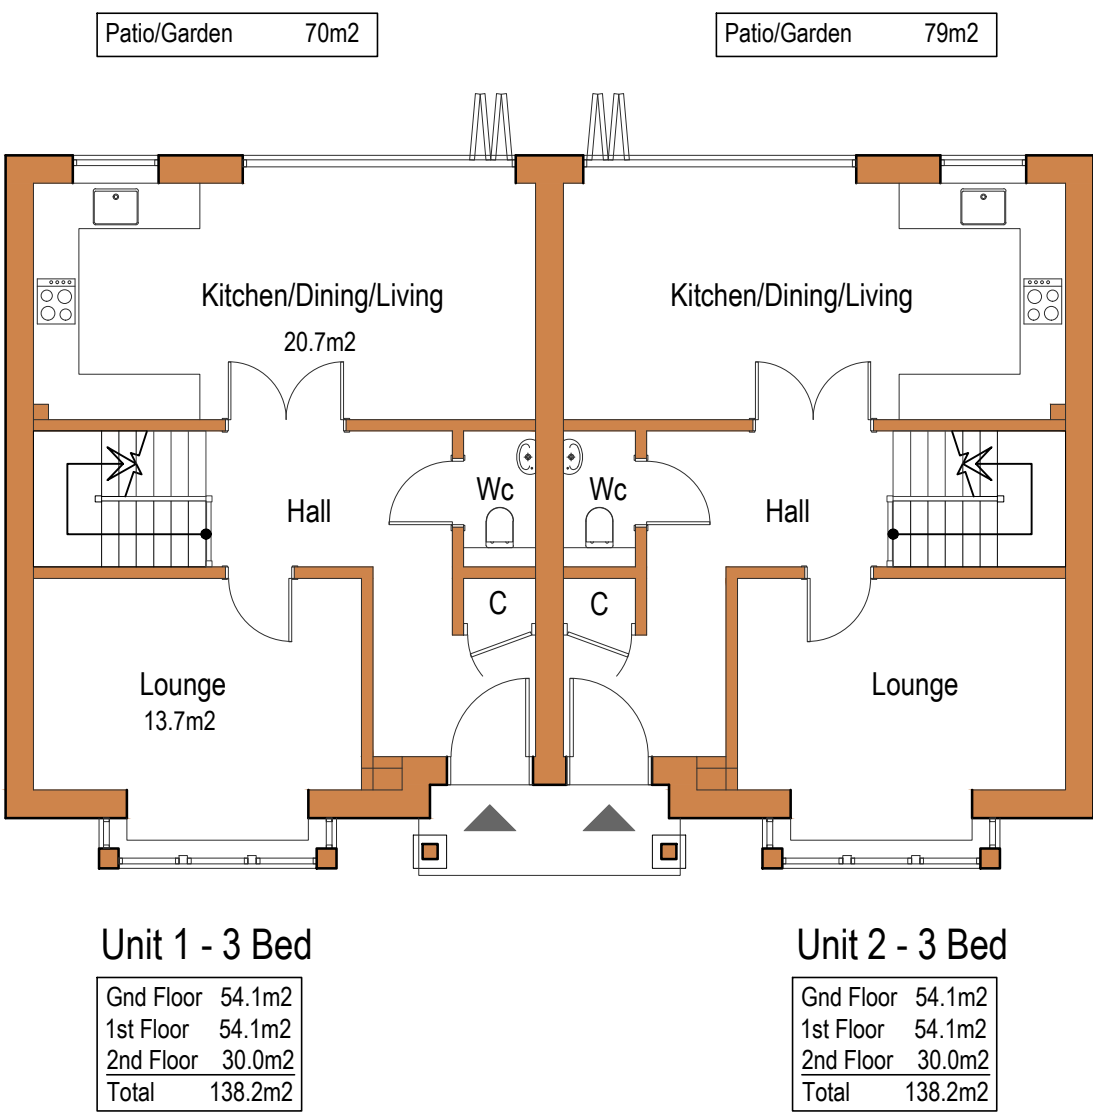 Patio/Garden 70m2
Patio/Garden 79m2
Kitchen/Dining/Living
20.7m2
Kitchen/Dining/Living
Wc
Wc
Hall
Hall
C
C
Lounge
13.7m2
Lounge
Unit 1 - 3 Bed
Gnd Floor 54.1m2
1st Floor 54.1m2
2nd Floor 30.0m2
Total 138.2m2
Unit 2 - 3 Bed
Gnd Floor 54.1m2
1st Floor 54.1m2
2nd Floor 30.0m2
Total 138.2m2